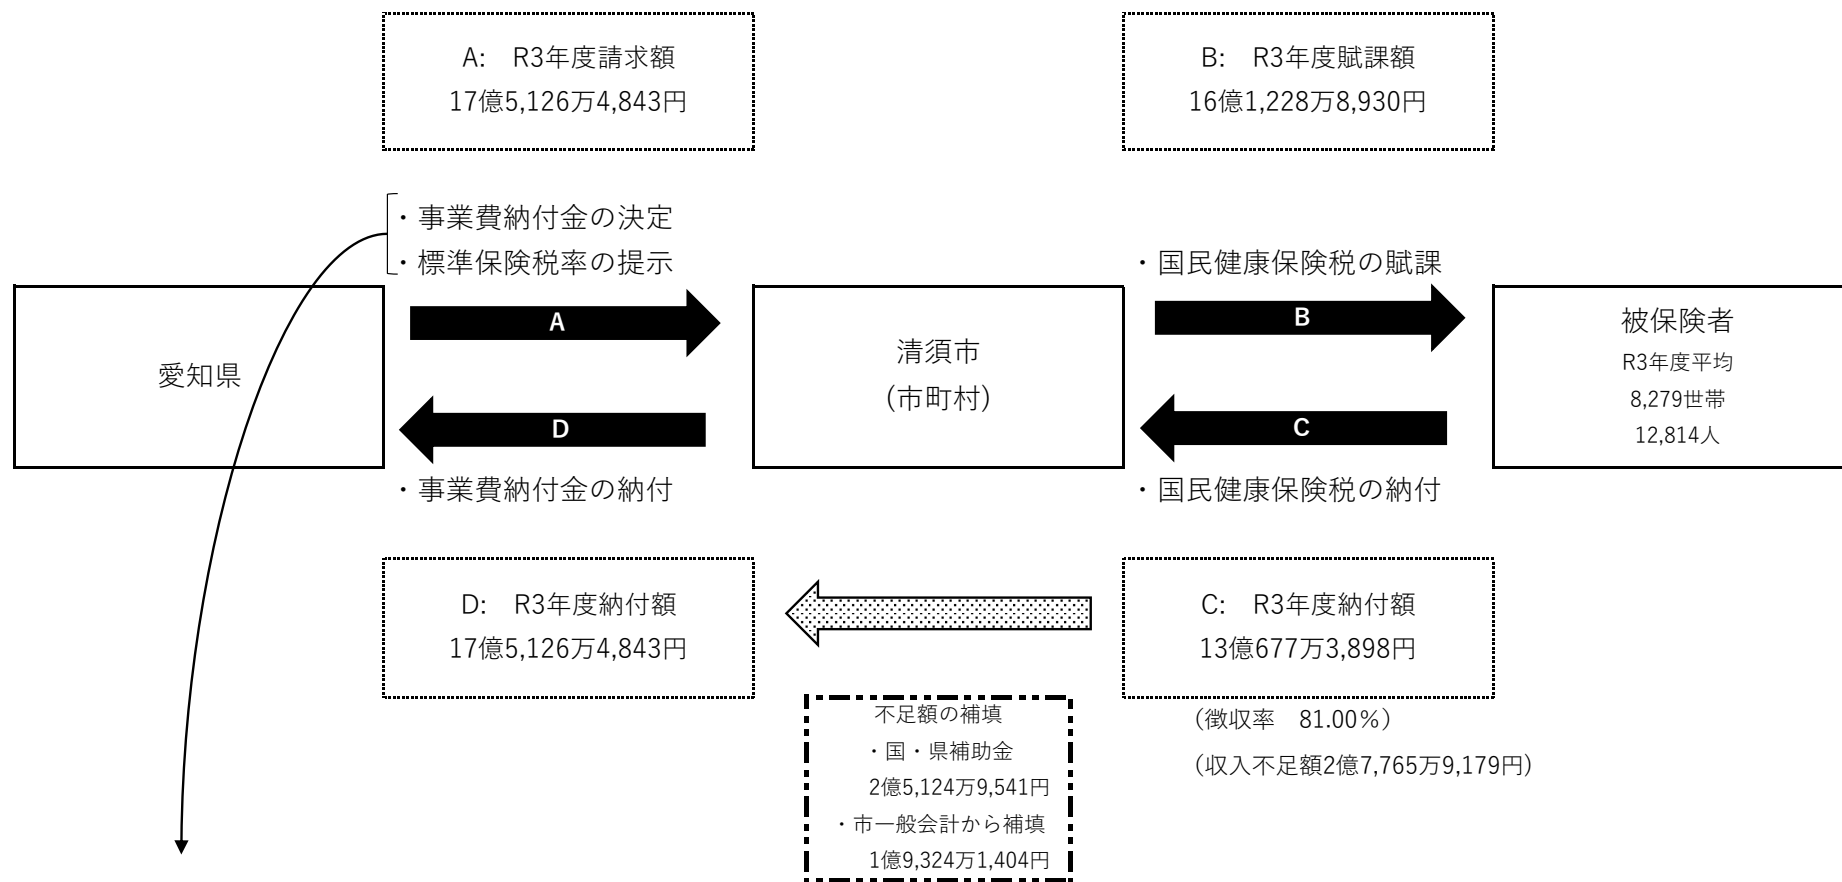 A:　R3年度請求額
17億5,126万4,843円
B:　R3年度賦課額
16億1,228万8,930円
・事業費納付金の決定
・標準保険税率の提示
・国民健康保険税の賦課
愛知県
A
D
清須市
(市町村)
B
C
被保険者
R3年度平均
8,279世帯
12,814人
・事業費納付金の納付
・国民健康保険税の納付
D:　R3年度納付額
17億5,126万4,843円
C:　R3年度納付額
13億677万3,898円
(徴収率　81.00%)
(収入不足額2億7,765万9,179円)
不足額の補填
・国・県補助金
2億5,124万9,541円
・市一般会計から補填
1億9,324万1,404円